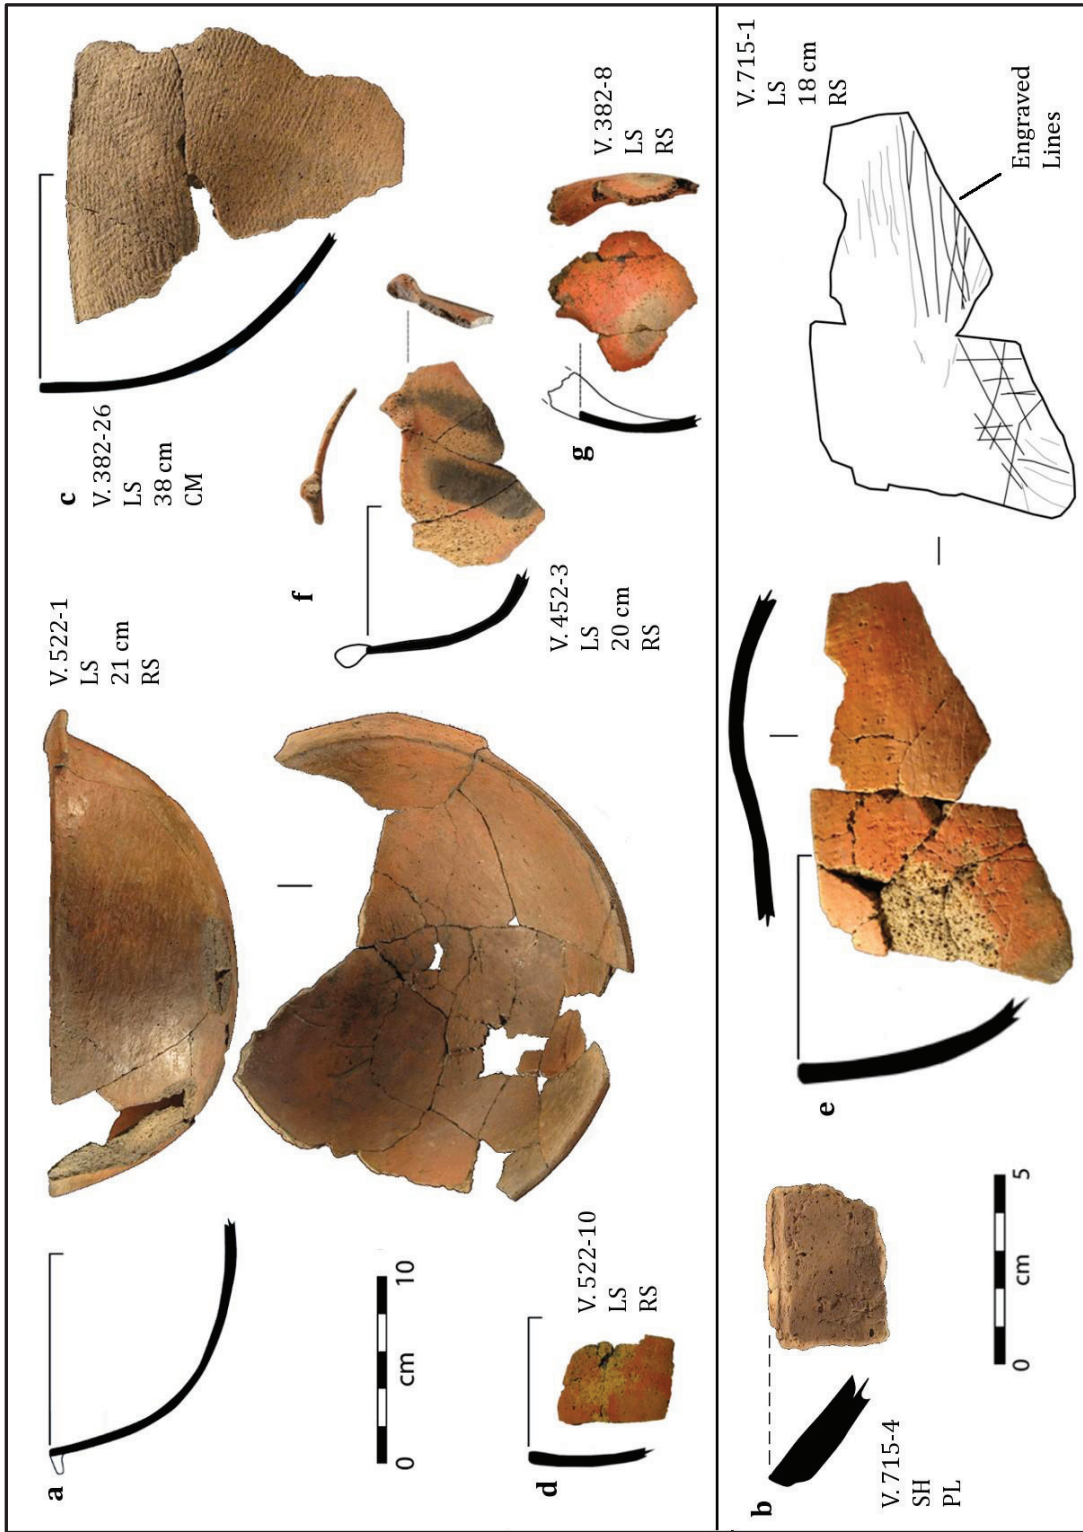 a
V. 522-1
LS
21 cm
RS
c
V. 382-26
LS
38 cm
CM
0 cm 10
d
V. 522-10
LS
RS
f
V. 452-3
LS
20 cm
RS
g
V. 382-8
LS
RS
b
V. 715-4
SH
PL
0 cm 5
e
V. 715-1
LS
18 cm
RS
Engraved
Lines